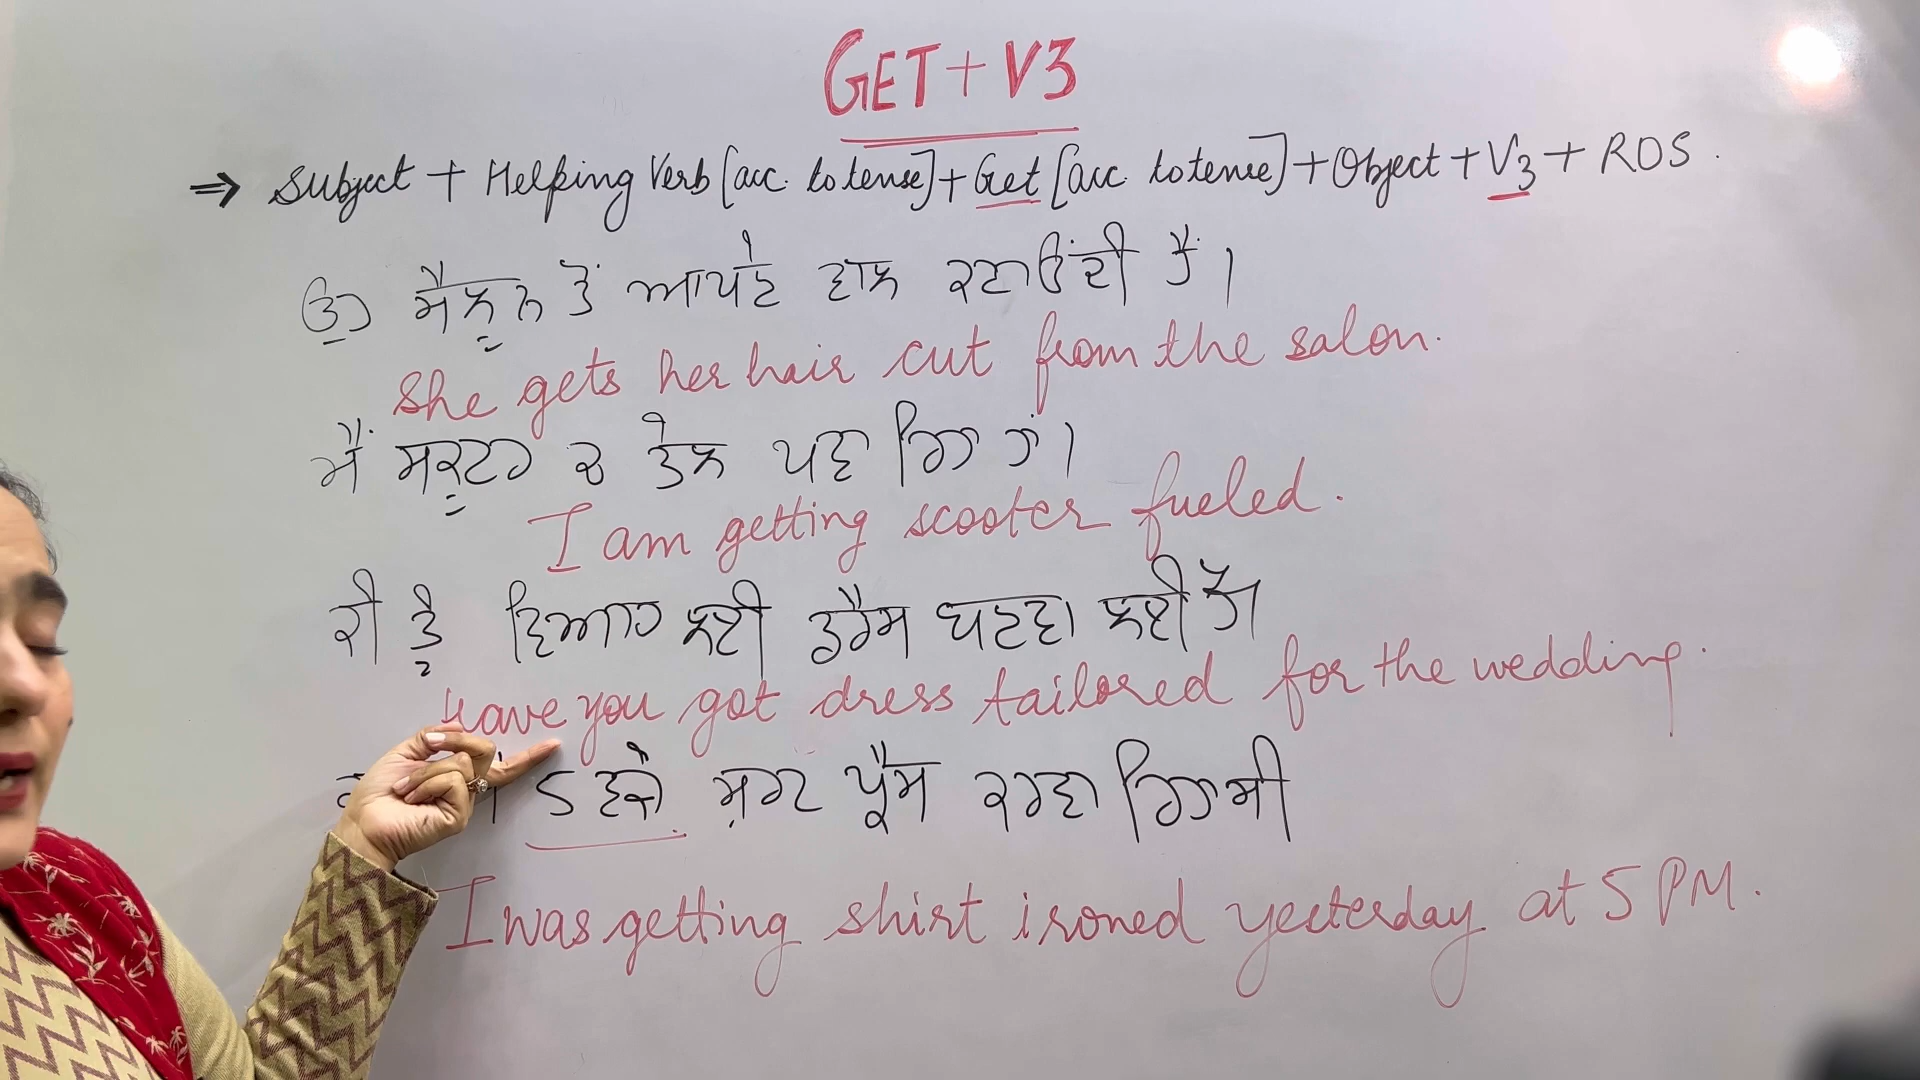 GET + V3
⇒ Subject + Helping Verb [acc. to tense] + Get [acc. to tense] + Object + V3 + ROS.
ਉਹ ਸੈਲੂਨ ਤੋਂ ਆਪਣੇ ਵਾਲ ਕਟਾਉਂਦੀ ਹੈ।
She gets her hair cut from the salon.
ਮੈਂ ਸਕੂਟਰ ਚ ਤੇਲ ਪਵਾ ਰਿਹਾ ਹਾਂ।
I am getting scooter fueled.
ਕੀ ਤੂੰ ਵਿਆਹ ਲਈ ਡਰੈਸ ਬਣਵਾ ਲਈ ਹੈ।
Have you got dress tailored for the wedding.
5 ਵਜੇ ਸ਼ਰਟ ਪ੍ਰੈਸ ਕਰਵਾ ਰਿਹਾ ਸੀ
I was getting shirt ironed yesterday at 5 PM.